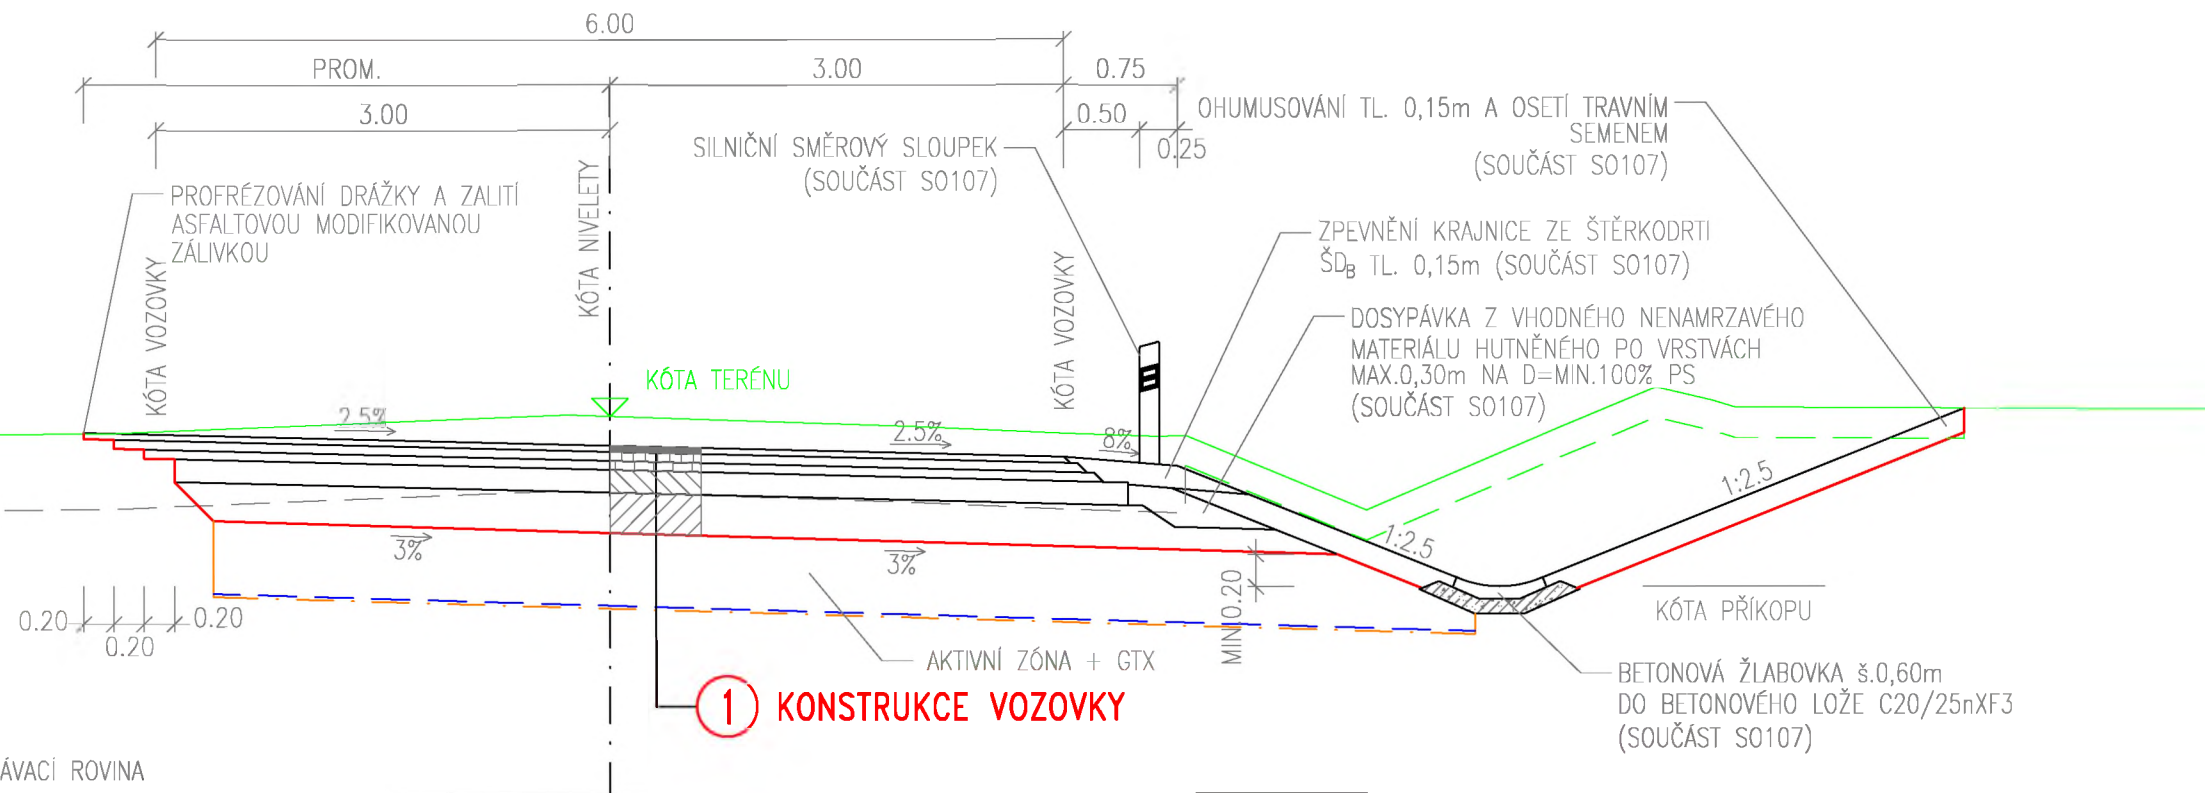 6.00
PROM.
3.00
0.75
3.00
0.50
0.25
OHUMUSOVÁNÍ TL. 0,15m A OSETÍ TRAVNÍM
SEMENEM
(SOUČÁST SO107)
SILNIČNÍ SMĚROVÝ SLOUPEK
(SOUČÁST SO107)
PROFRÉZOVÁNÍ DRÁŽKY A ZALITÍ
ASFALTOVOU MODIFIKOVANOU
ZÁLIVKOU
KÓTA VOZOVKY
KÓTA NIVELETY
KÓTA VOZOVKY
ZPEVNĚNÍ KRAJNICE ZE ŠTĚRKODRTI
ŠDB TL. 0,15m (SOUČÁST SO107)
DOSYPÁVKA Z VHODNÉHO NENAMRZAVÉHO
MATERIÁLU HUTNĚNÉHO PO VRSTVÁCH
MAX.0,30m NA D=MIN.100% PS
(SOUČÁST SO107)
KÓTA TERÉNU
2.5%
2.5%
8%
1:2.5
1:2.5
3%
3%
MIN.0.20
0.20
0.20
0.20
KÓTA PŘÍKOPU
AKTIVNÍ ZÓNA + GTX
1 KONSTRUKCE VOZOVKY
BETONOVÁ ŽLABOVKA š.0,60m
DO BETONOVÉHO LOŽE C20/25nXF3
(SOUČÁST SO107)
ÁVACÍ ROVINA